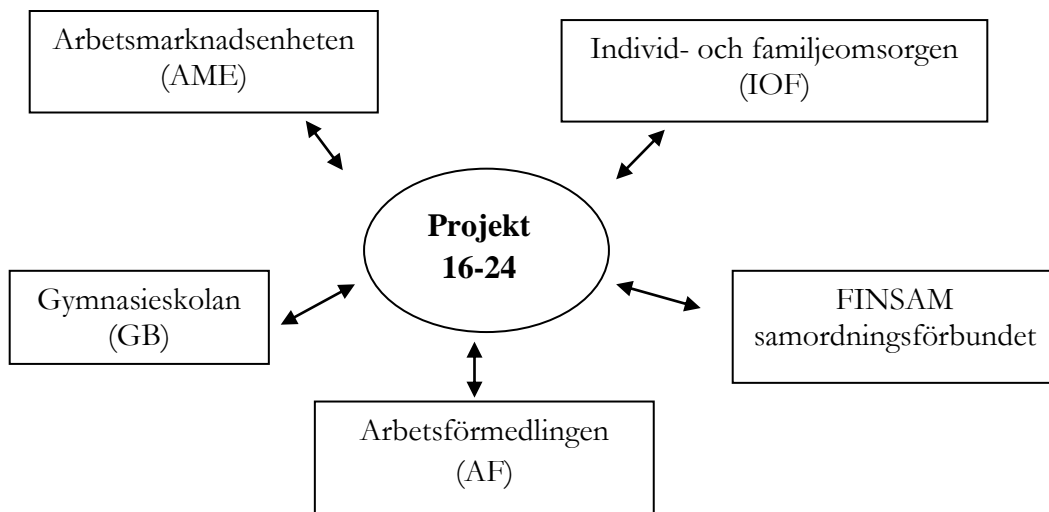 Arbetsmarknadsenheten
(AME)
Individ- och familjeomsorgen
(IOF)
Projekt
16-24
Gymnasieskolan
(GB)
FINSAM
samordningsförbundet
Arbetsförmedlingen
(AF)